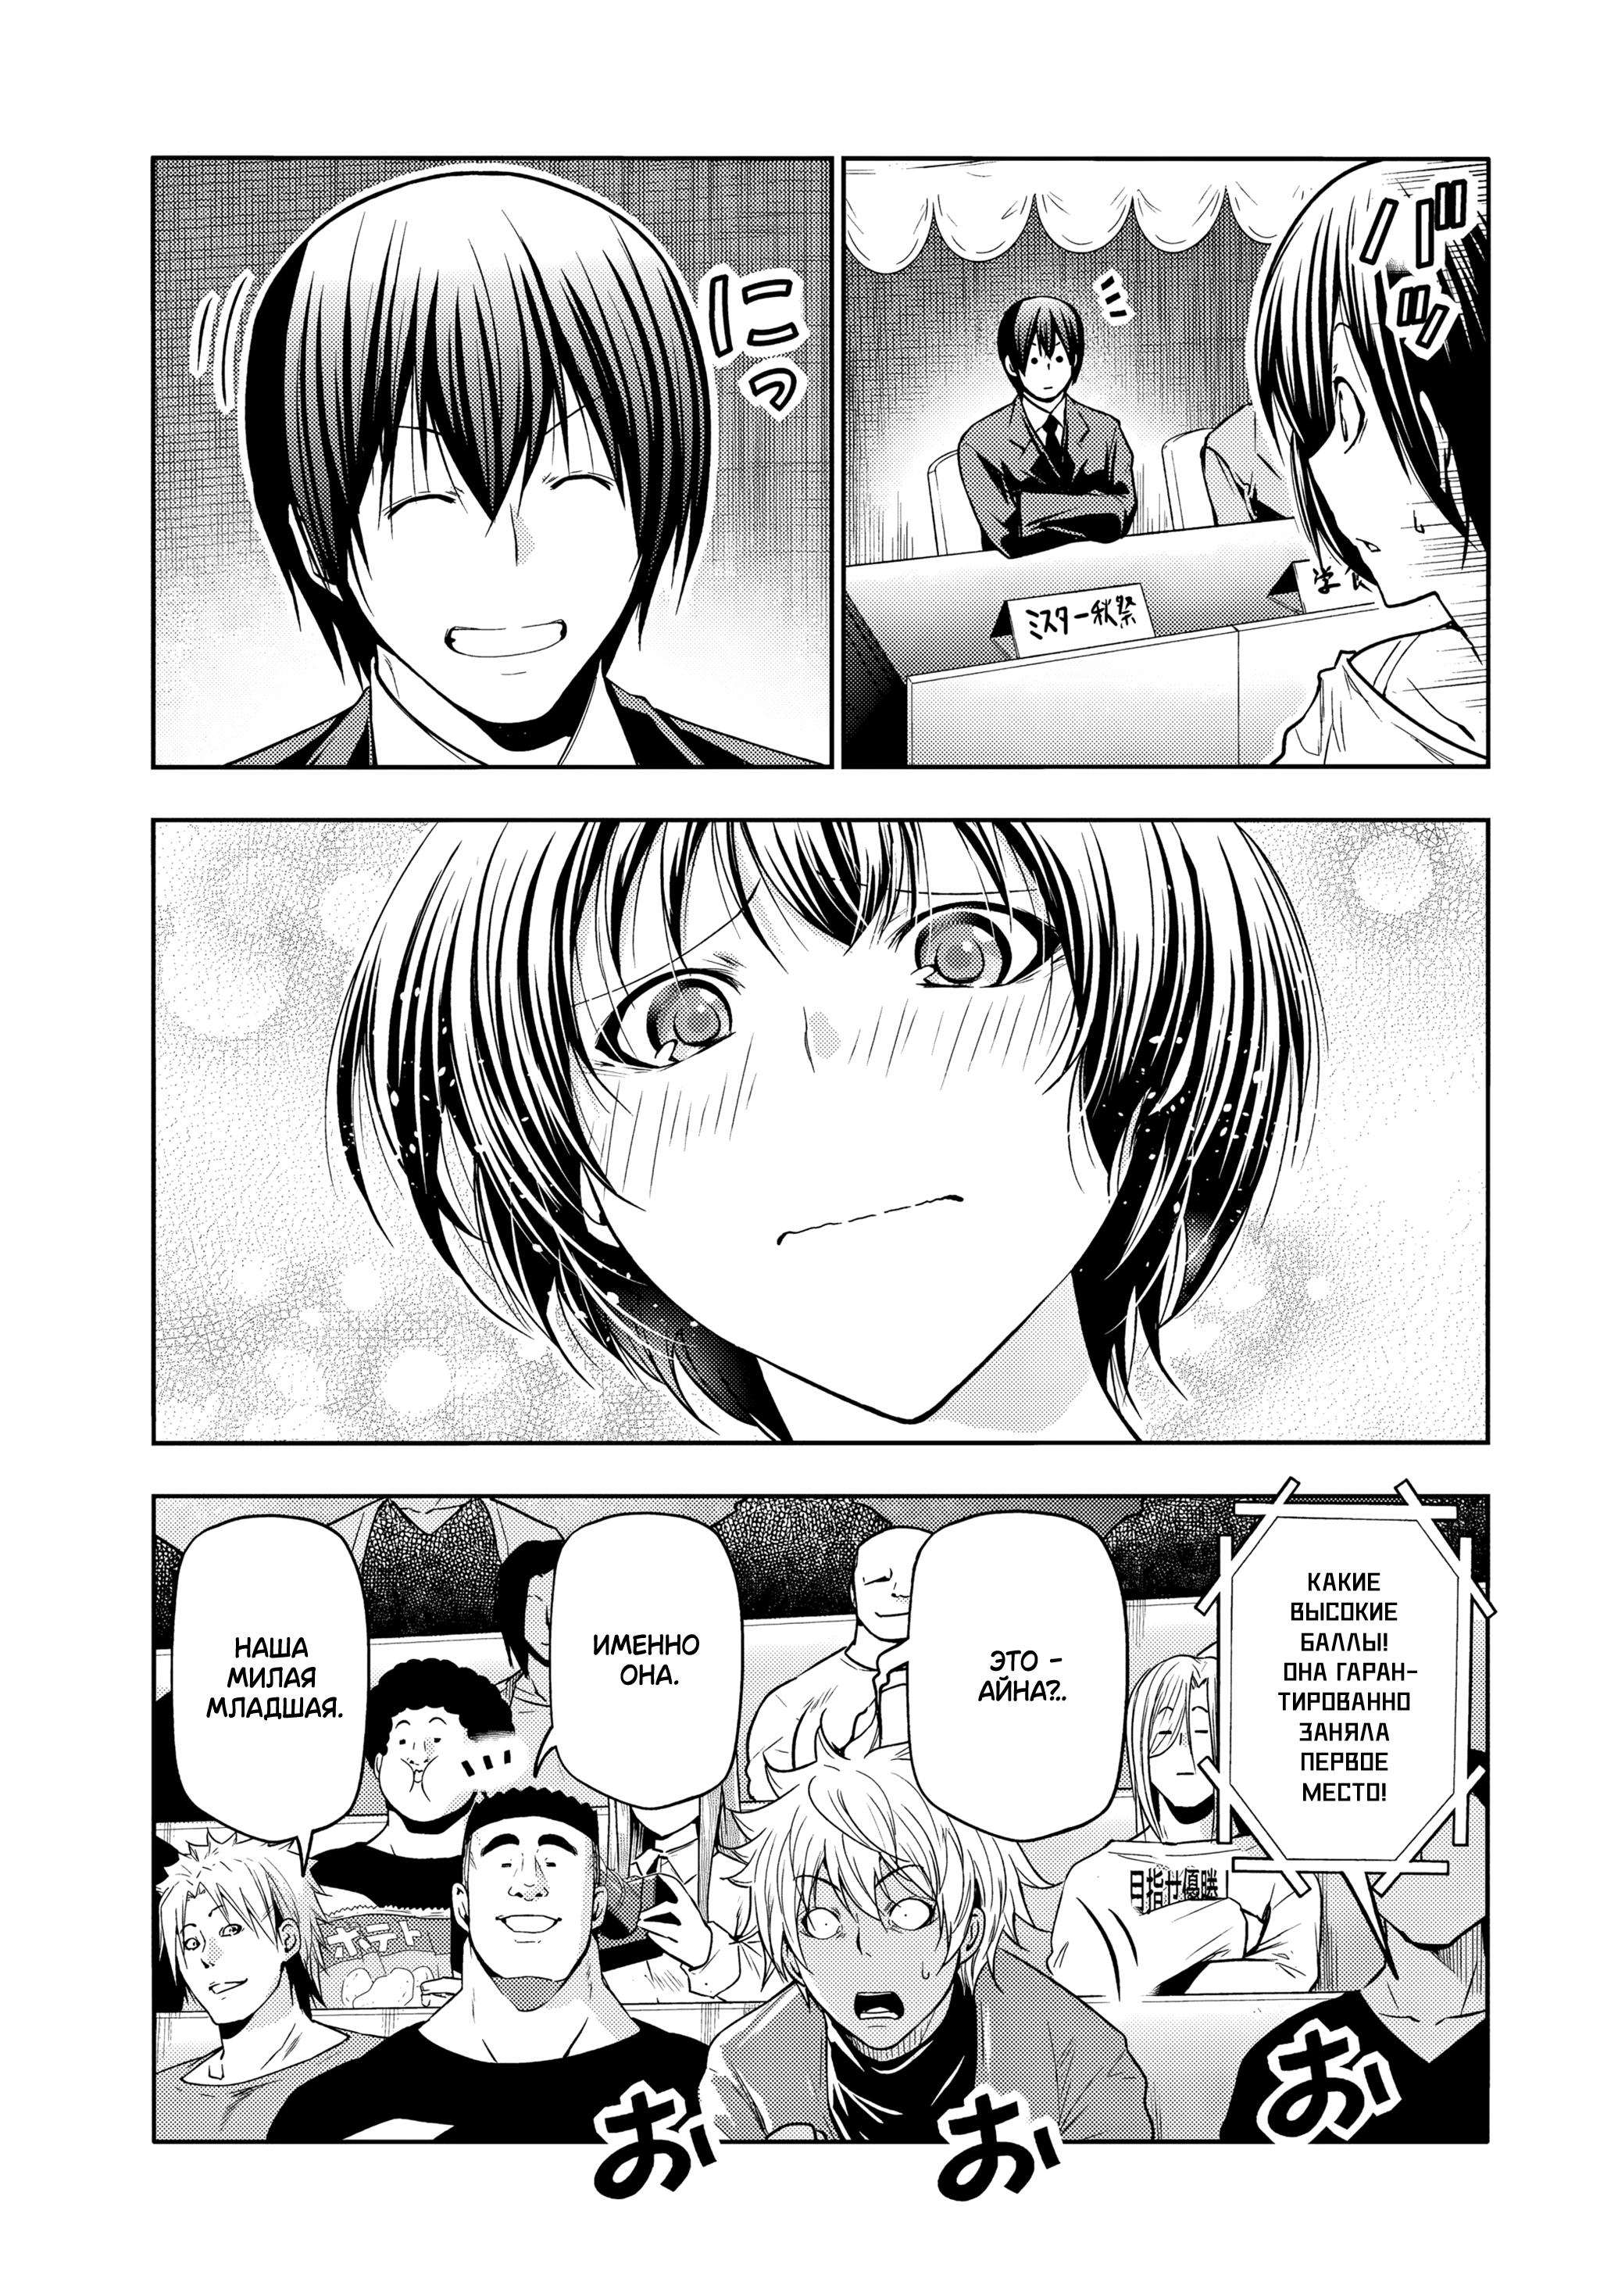 バッ
ミスター秋祭
学
にっ
КАКИЕ
ВЫСОКИЕ
БАЛЛЫ!
ОНА ГАРАН-
ТИРОВАННО
ЗАНЯЛА
ПЕРВОЕ
МЕСТО!
ЭТО –
АЙНА?..
ИМЕННО
ОНА.
НАША
МИЛАЯ
МЛАДШАЯ.
目指せ優勝
ポテト
お
お
お